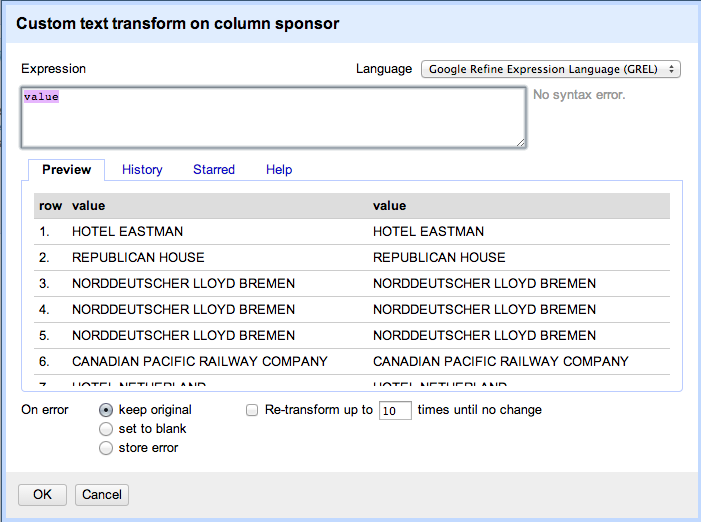 Custom text transform on column sponsor
Expression Language Google Refine Expression Language (GREL)
value No syntax error.
Preview History Starred Help
row value value
1. HOTEL EASTMAN HOTEL EASTMAN
2. REPUBLICAN HOUSE REPUBLICAN HOUSE
3. NORDDEUTSCHER LLOYD BREMEN NORDDEUTSCHER LLOYD BREMEN
4. NORDDEUTSCHER LLOYD BREMEN NORDDEUTSCHER LLOYD BREMEN
5. NORDDEUTSCHER LLOYD BREMEN NORDDEUTSCHER LLOYD BREMEN
6. CANADIAN PACIFIC RAILWAY COMPANY CANADIAN PACIFIC RAILWAY COMPANY
7. HOTEL NETHERLAND HOTEL NETHERLAND
On error keep original Re-transform up to 10 times until no change
set to blank
store error
OK Cancel